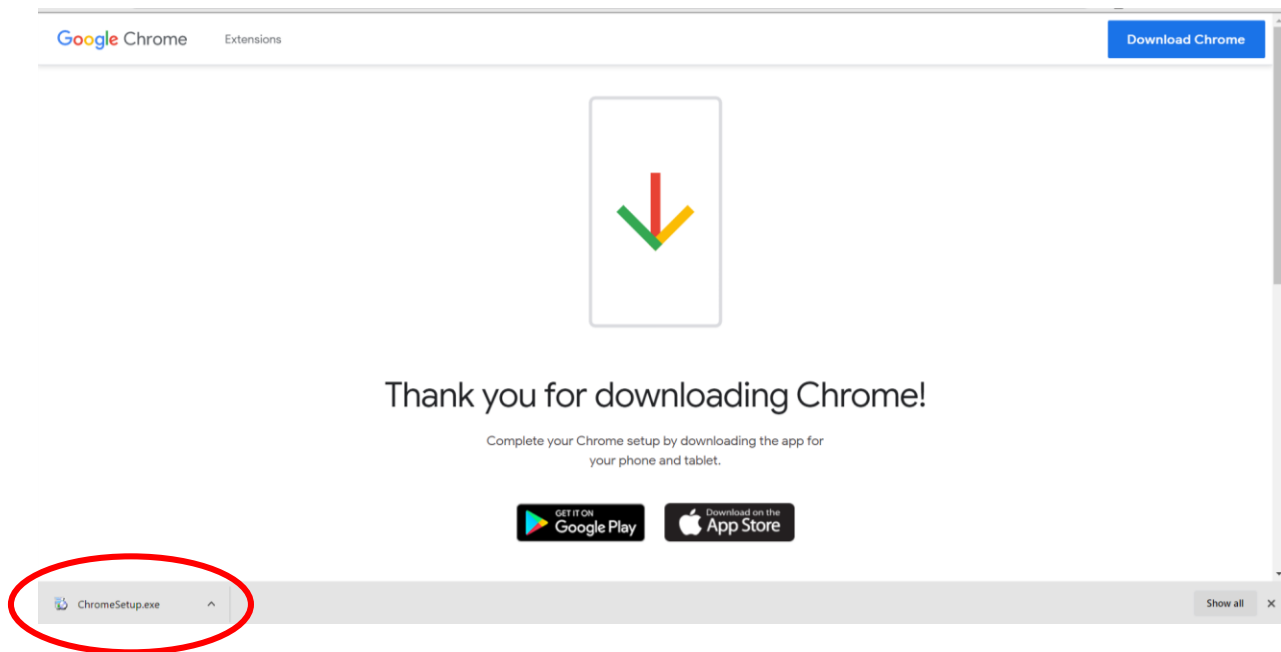 Google Chrome
Extensions
Download Chrome
Thank you for downloading Chrome!
Complete your Chrome setup by downloading the app for
your phone and tablet.
GET IT ON
Google Play
Download on the
App Store
ChromeSetup.exe
Show all